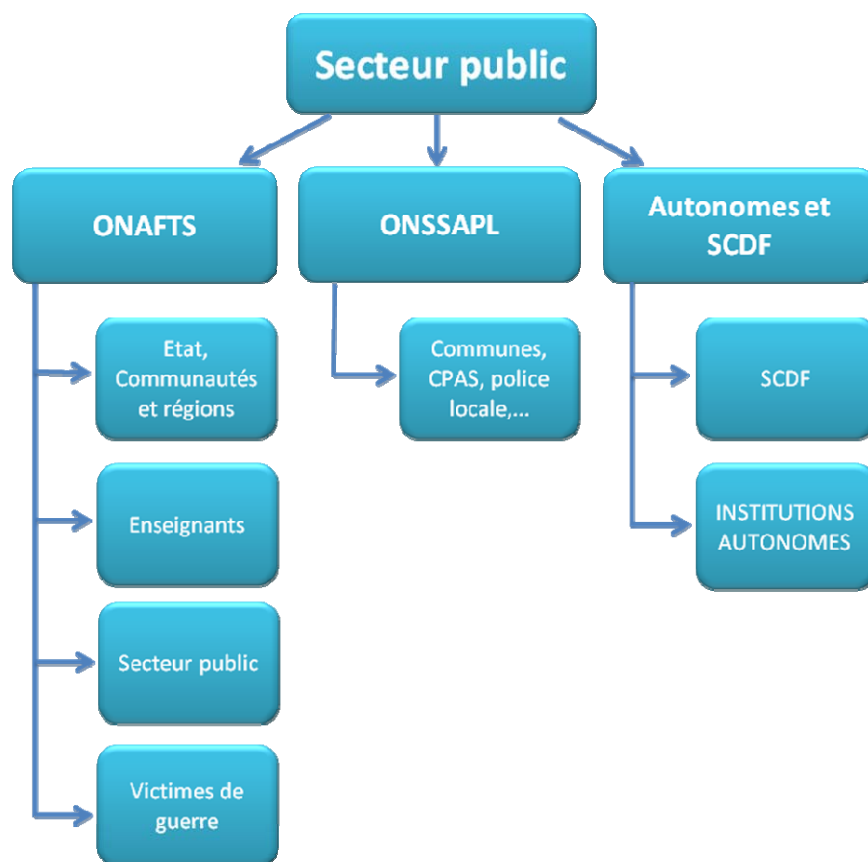 Secteur public
ONAFTS
ONSSAPL
Autonomes et
SCDF
Etat,
Communautés
et régions
Communes,
CPAS, police
locale,...
SCDF
Enseignants
INSTITUTIONS
AUTONOMES
Secteur public
Victimes de
guerre